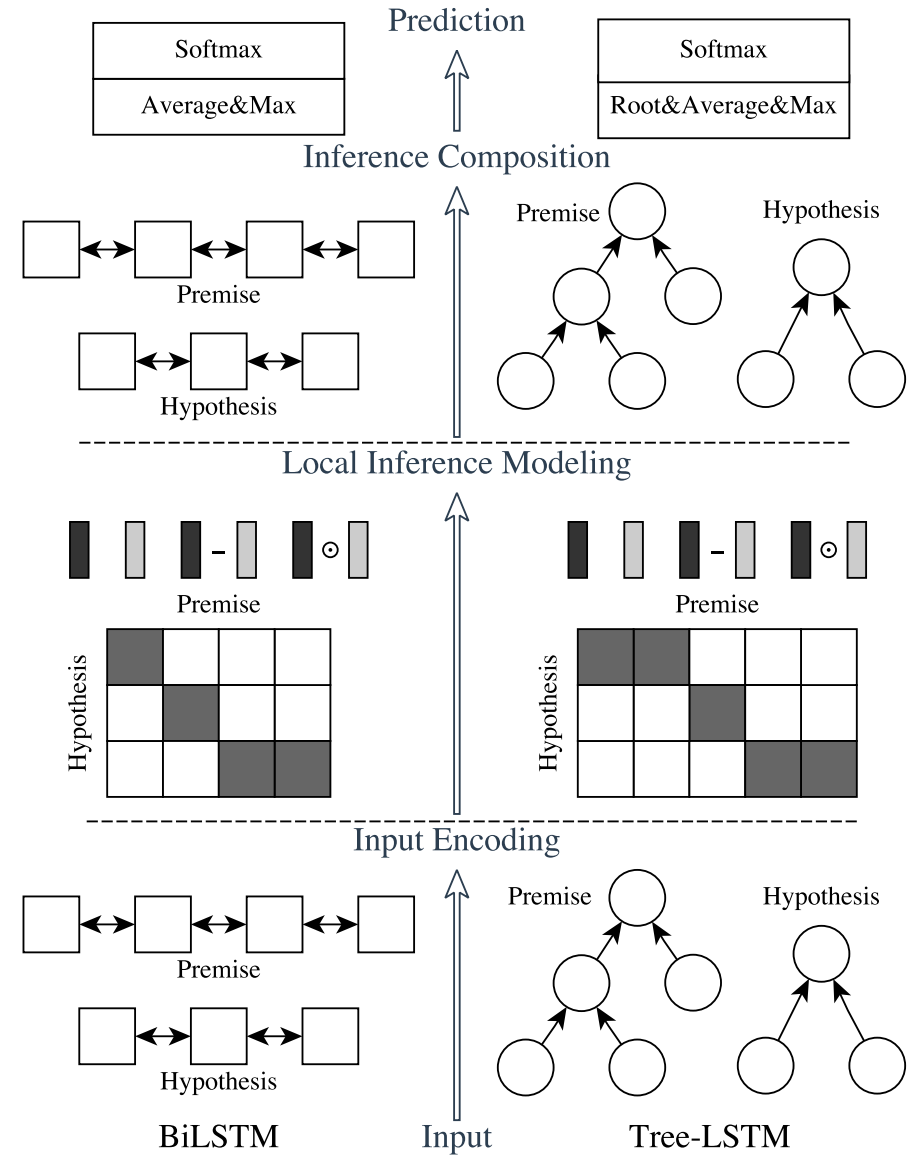 Prediction
Softmax
Average&Max
Softmax
Root&Average&Max
Inference Composition
Premise
Hypothesis
Premise
Hypothesis
Local Inference Modeling
Premise
Hypothesis
Premise
Hypothesis
Input Encoding
Premise
Hypothesis
Premise
Hypothesis
BiLSTM
Input
Tree-LSTM